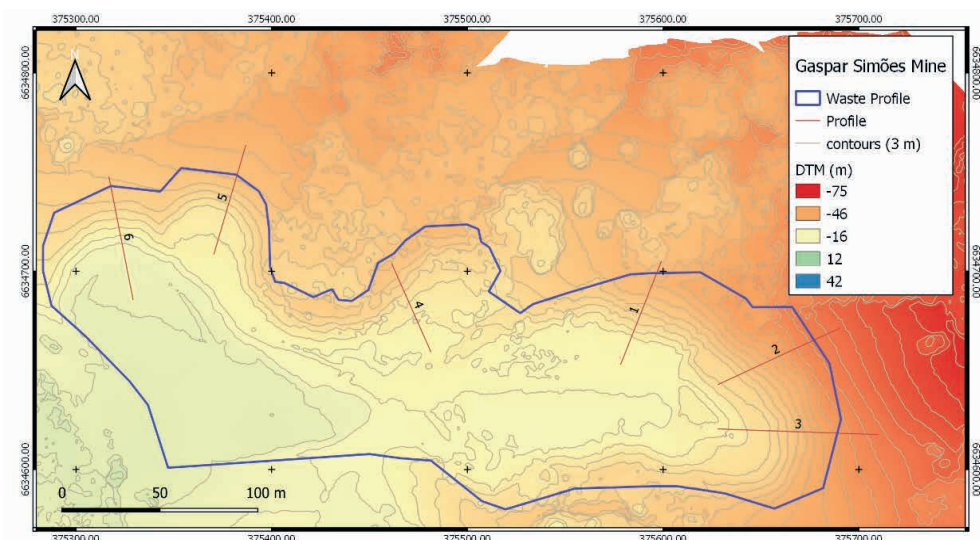 375300.00 375400.00 375500.00 375600.00 375700.00
6634800.00 6634800.00
N
Gaspar Simões Mine
Waste Profile
Profile
contours (3 m)
DTM (m)
-75
-46
-16
12
42
5
6
6634700.00 6634700.00
4
1
2
3
6634600.00 6634600.00
0 50 100 m
375300.00 375400.00 375500.00 375600.00 375700.00